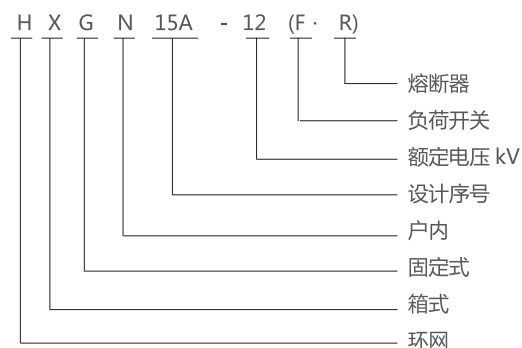 H X G N 15A - 12 (F · R)
熔断器
负荷开关
额定电压 kV
设计序号
户内
固定式
箱式
环网